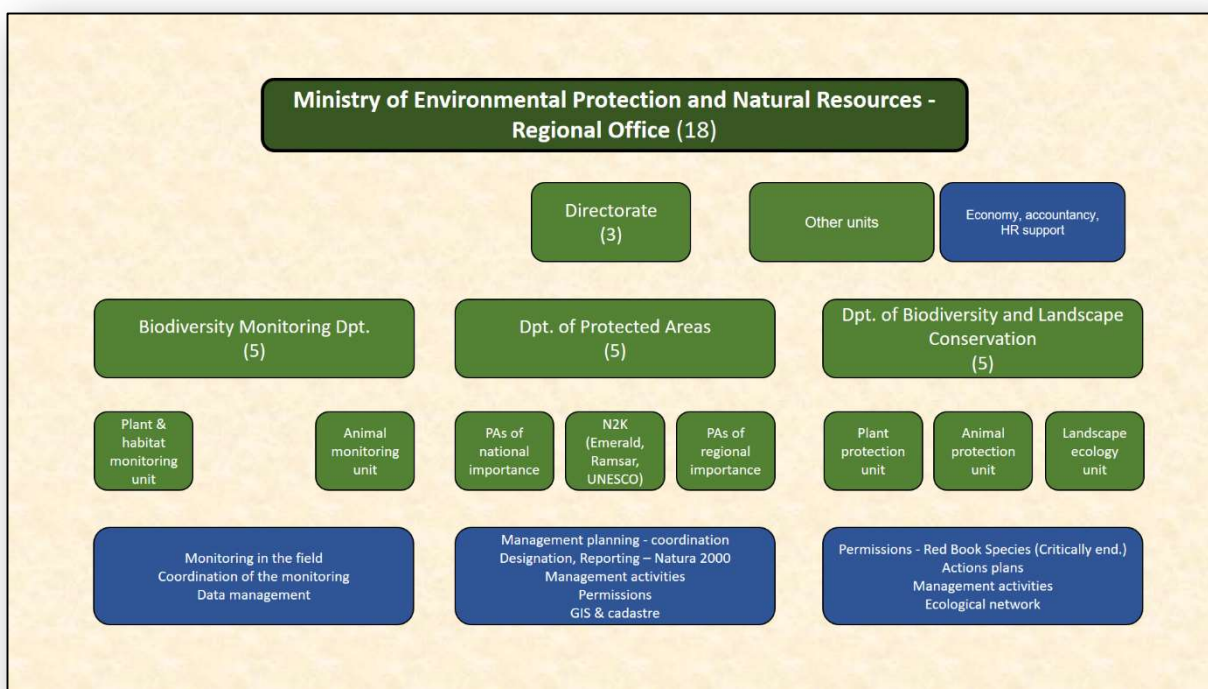 Ministry of Environmental Protection and Natural Resources -
Regional Office (18)
Directorate
(3)
Other units
Economy, accountancy,
HR support
Biodiversity Monitoring Dpt.
(5)
Dpt. of Protected Areas
(5)
Dpt. of Biodiversity and Landscape
Conservation
(5)
Plant &
habitat
monitoring
unit
Animal
monitoring
unit
PAs of
national
importance
N2K
(Emerald,
Ramsar,
UNESCO)
PAs of
regional
importance
Plant
protection
unit
Animal
protection
unit
Landscape
ecology
unit
Monitoring in the field
Coordination of the monitoring
Data management
Management planning - coordination
Designation, Reporting – Natura 2000
Management activities
Permissions
GIS & cadastre
Permissions - Red Book Species (Critically end.)
Actions plans
Management activities
Ecological network